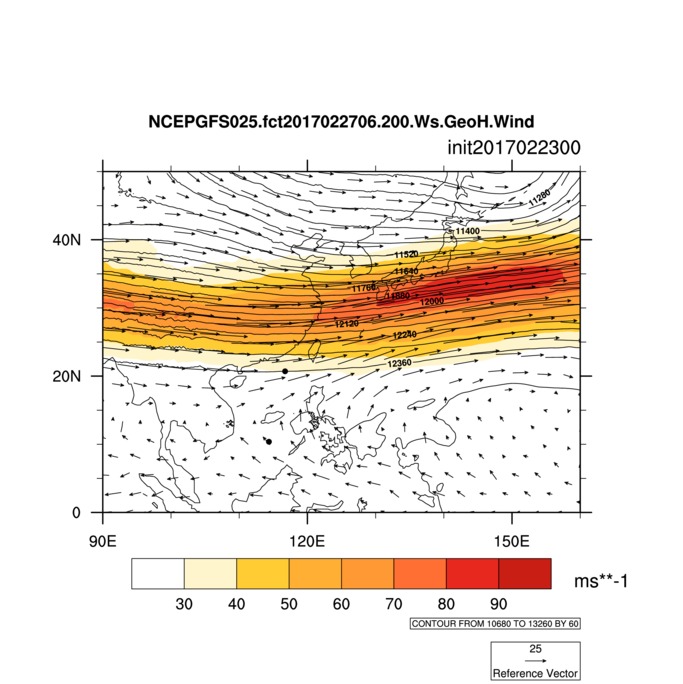 NCEPGFS025.fct2017022706.200.Ws.GeoH.Wind
init2017022300
11280
11400
40N
11520
11640
11760
11880
12000
12120
12240
12360
20N
0
90E 120E 150E
30 40 50 60 70 80 90
ms**-1
CONTOUR FROM 10680 TO 13260 BY 60
25
Reference Vector